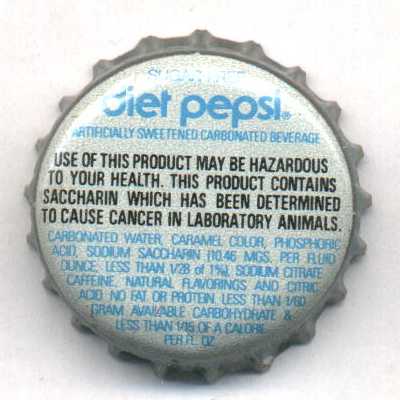 SUGAR FREE
diet pepsi®
ARTIFICIALLY SWEETENED CARBONATED BEVERAGE
USE OF THIS PRODUCT MAY BE HAZARDOUS
TO YOUR HEALTH. THIS PRODUCT CONTAINS
SACCHARIN WHICH HAS BEEN DETERMINED
TO CAUSE CANCER IN LABORATORY ANIMALS.
CARBONATED WATER, CARAMEL COLOR, PHOSPHORIC
ACID, SODIUM SACCHARIN (10.46 MGS. PER FLUID
OUNCE, LESS THAN 1/28 of 1%), SODIUM CITRATE
CAFFEINE, NATURAL FLAVORINGS AND CITRIC
ACID. NO FAT OR PROTEIN. LESS THAN 1/60
GRAM AVAILABLE CARBOHYDRATE &
LESS THAN 1/15 OF A CALORIE
PER FL. OZ.